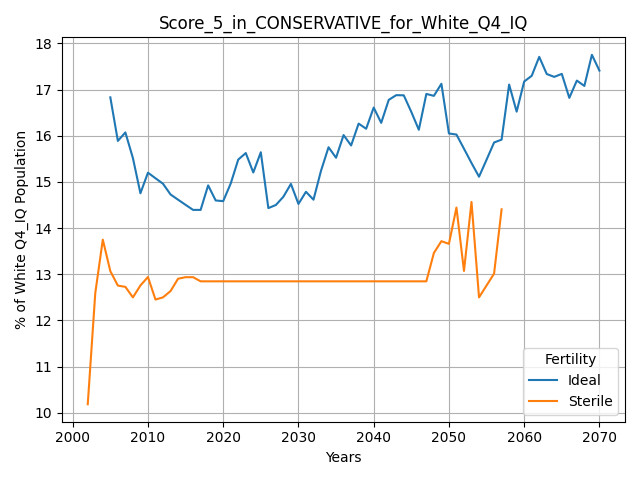 Score_5_in_CONSERVATIVE_for_White_Q4_IQ
% of White Q4_IQ Population
18
17
16
15
14
13
12
11
10
2000 2010 2020 2030 2040 2050 2060 2070
Years
Fertility
Ideal
Sterile